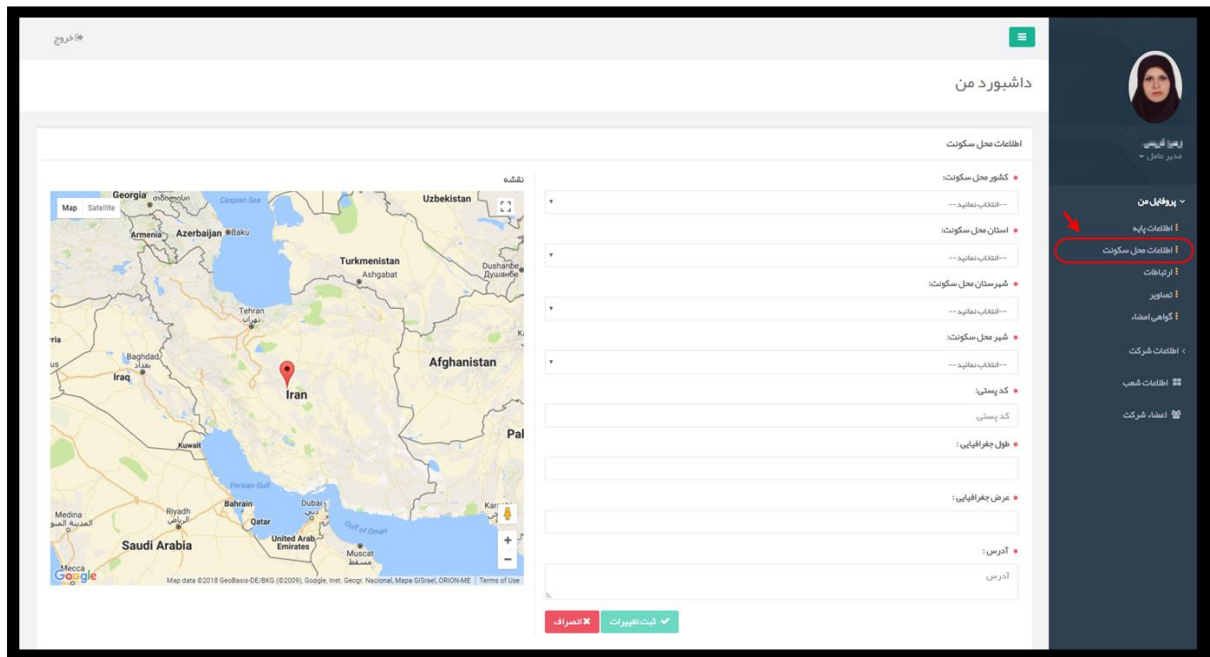 خروج
داشبورد من
مدیر عامل
پروفایل من
اطلاعات پایه
اطلاعات محل سکونت
ارتباطات
تصاویر
گواهی امضاء
اطلاعات شرکت
اطلاعات شعب
اعضاء شرکت
اطلاعات محل سکونت
* کشور محل سکونت:
--انتخاب نمائید--
* استان محل سکونت:
--انتخاب نمائید--
* شهرستان محل سکونت:
--انتخاب نمائید--
* شهر محل سکونت:
--انتخاب نمائید--
* کد پستی:
کد پستی
* طول جغرافیایی :
* عرض جغرافیایی :
* آدرس :
آدرس
ثبت تغییرات
انصراف
نقشه
Map Satellite
Georgia
Caspian Sea
Uzbekistan
Armenia
Azerbaijan
Baku
Turkmenistan
Ashgabat
Dushanbe
Душанбе
Tehran
تهران
Baghdad
بغداد
Iraq
Iran
Afghanistan
Kuwait
Persian Gulf
Bahrain
Dubai
دبي
Qatar
Gulf of Oman
Riyadh
الرياض
Medina
United Arab
Emirates
Muscat
مسقط
Saudi Arabia
Mecca
Google
Map data ©2018 GeoBasis-DE/BKG (©2009), Google, Inst. Geogr. Nacional, Mapa GISrael, ORION-ME
Terms of Use